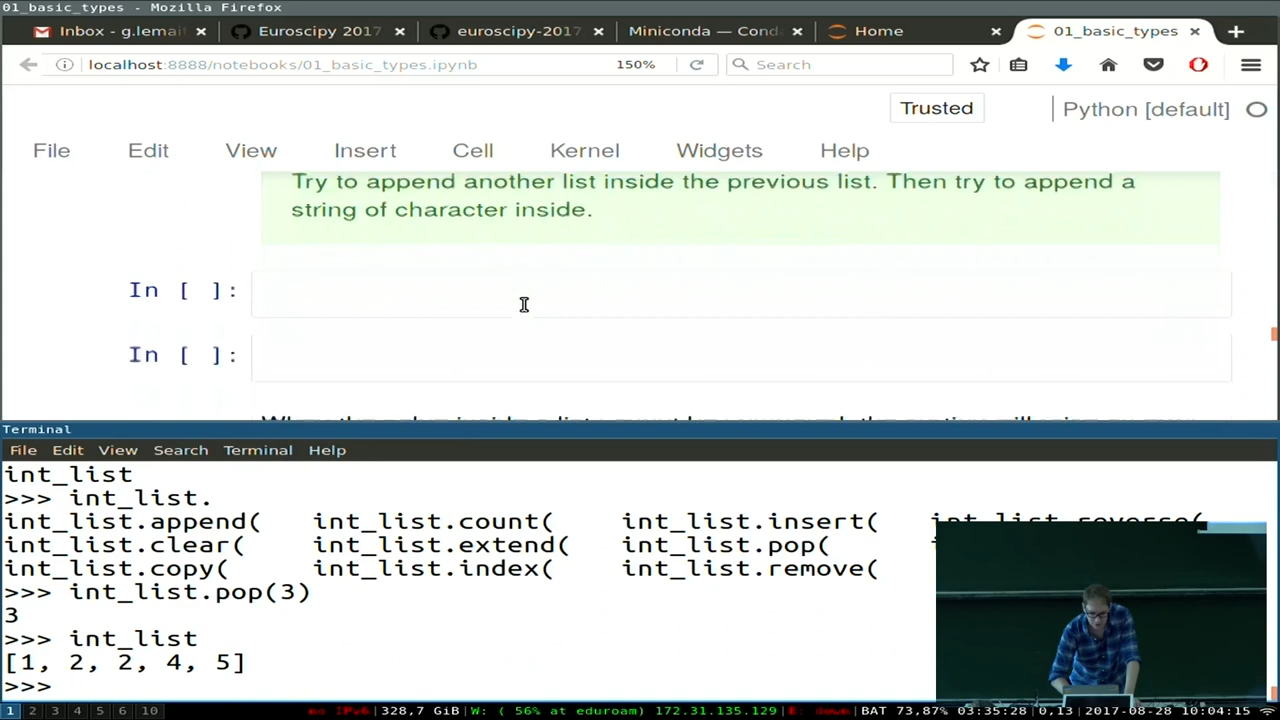 01_basic_types - Mozilla Firefox
Inbox - g.lemait × Euroscipy 2017 × euroscipy-2017 × Miniconda — Cond × Home × 01_basic_types × +
localhost:8888/notebooks/01_basic_types.ipynb 150% Search
Trusted Python [default]
File Edit View Insert Cell Kernel Widgets Help
Try to append another list inside the previous list. Then try to append a
string of character inside.
In [ ]:
In [ ]:
Terminal
File Edit View Search Terminal Help
int_list
>>> int_list.
int_list.append( int_list.count( int_list.insert( int_list.reverse(
int_list.clear( int_list.extend( int_list.pop(
int_list.copy( int_list.index( int_list.remove(
>>> int_list.pop(3)
3
>>> int_list
[1, 2, 2, 4, 5]
>>>
1 2 3 4 5 6 10 no IPv6|328,7 GiB|W: ( 56% at eduroam) 172.31.135.129|E: down|BAT 73,87% 03:35:28|0,13|2017-08-28 10:04:15